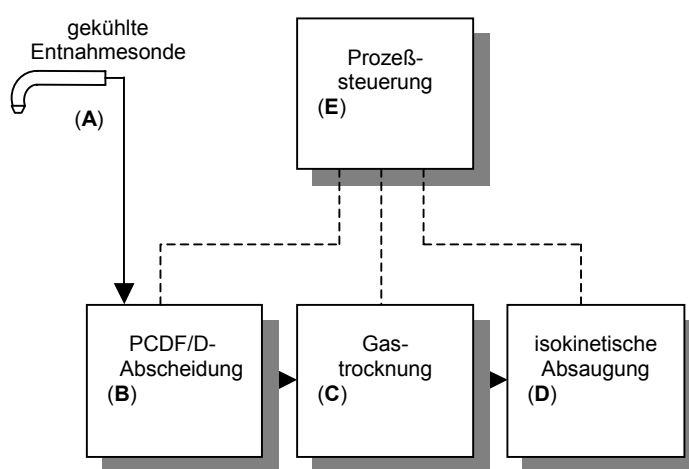 gekühlte
Entnahmesonde
(A)
Prozeß-
steuerung
(E)
PCDF/D-
Abscheidung
(B)
Gas-
trocknung
(C)
isokinetische
Absaugung
(D)